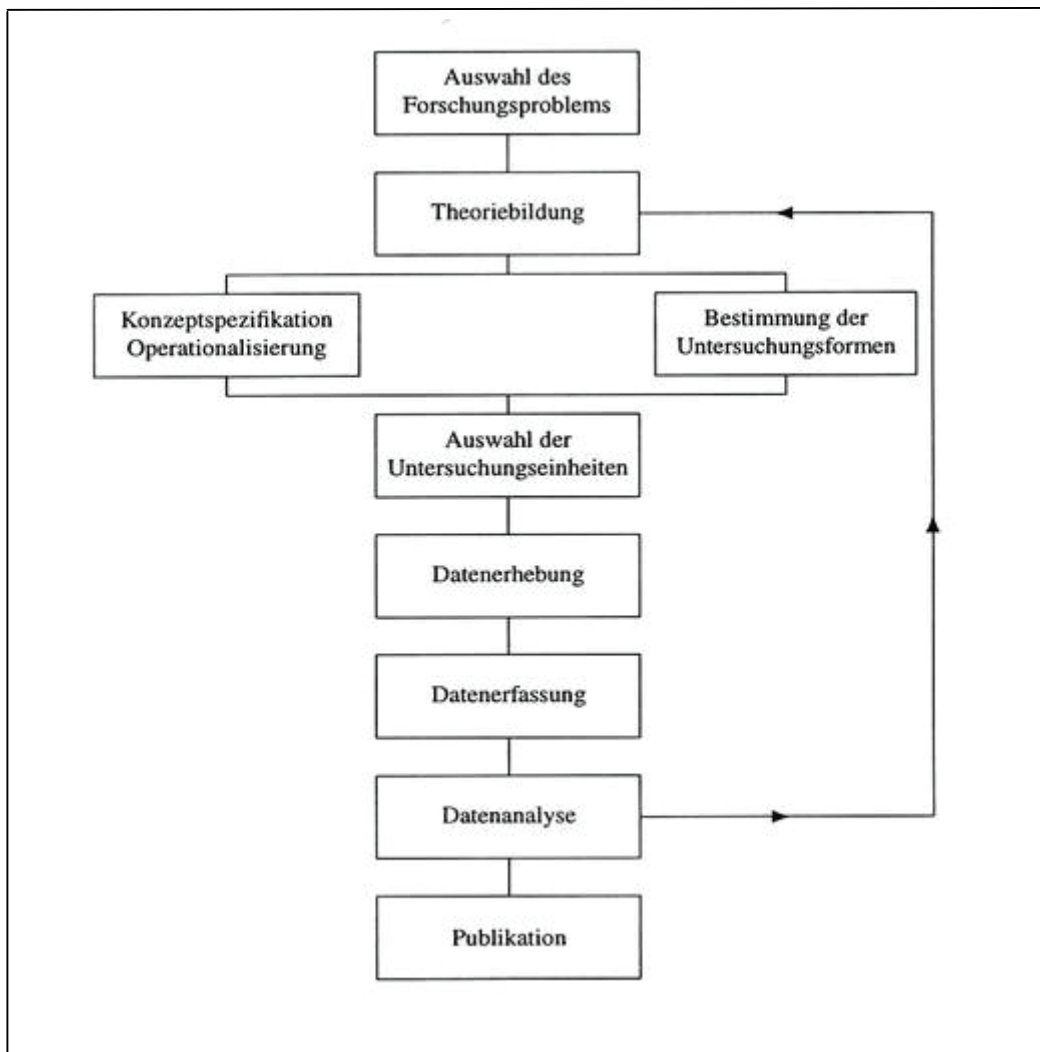 Auswahl des
Forschungsproblems
Theoriebildung
Konzeptspezifikation
Operationalisierung
Bestimmung der
Untersuchungsformen
Auswahl der
Untersuchungseinheiten
Datenerhebung
Datenerfassung
Datenanalyse
Publikation